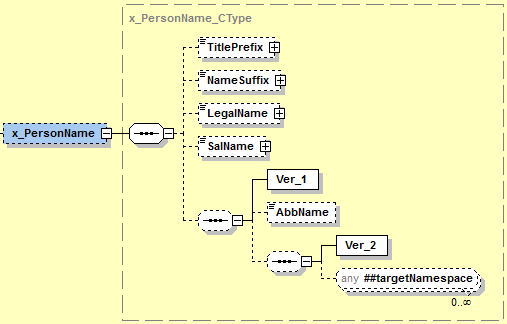 x_PersonName_CType
TitlePrefix
NameSuffix
LegalName
x_PersonName
SalName
Ver_1
AbbName
Ver_2
any ##targetNamespace
0..∞